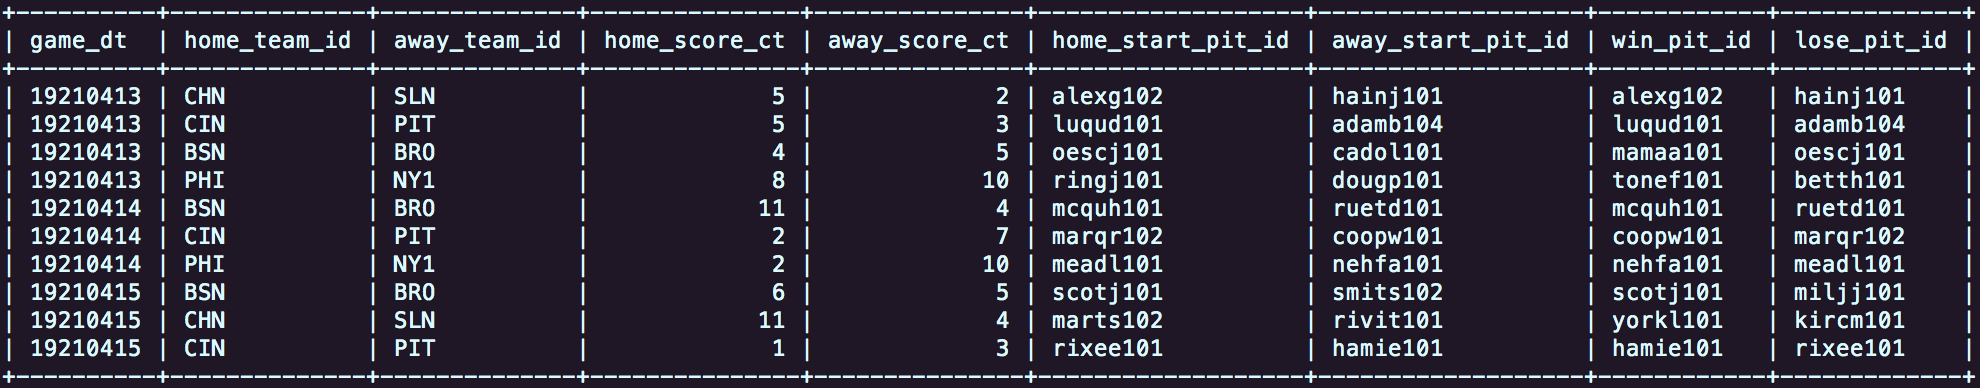 +----------+--------------+--------------+---------------+---------------+-------------------+-------------------+------------+-------------+
| game_dt  | home_team_id | away_team_id | home_score_ct | away_score_ct | home_start_pit_id | away_start_pit_id | win_pit_id | lose_pit_id |
+----------+--------------+--------------+---------------+---------------+-------------------+-------------------+------------+-------------+
| 19210413 | CHN          | SLN          |             5 |             2 | alexg102          | hainj101          | alexg102   | hainj101    |
| 19210413 | CIN          | PIT          |             5 |             3 | luqud101          | adamb104          | luqud101   | adamb104    |
| 19210413 | BSN          | BRO          |             4 |             5 | oescj101          | cadol101          | mamaa101   | oescj101    |
| 19210413 | PHI          | NY1          |             8 |            10 | ringj101          | dougp101          | tonef101   | betth101    |
| 19210414 | BSN          | BRO          |            11 |             4 | mcquh101          | ruetd101          | mcquh101   | ruetd101    |
| 19210414 | CIN          | PIT          |             2 |             7 | marqr102          | coopw101          | coopw101   | marqr102    |
| 19210414 | PHI          | NY1          |             2 |            10 | meadl101          | nehfa101          | nehfa101   | meadl101    |
| 19210415 | BSN          | BRO          |             6 |             5 | scotj101          | smits102          | scotj101   | miljj101    |
| 19210415 | CHN          | SLN          |            11 |             4 | marts102          | rivit101          | yorkl101   | kircm101    |
| 19210415 | CIN          | PIT          |             1 |             3 | rixee101          | hamie101          | hamie101   | rixee101    |
+----------+--------------+--------------+---------------+---------------+-------------------+-------------------+------------+-------------+